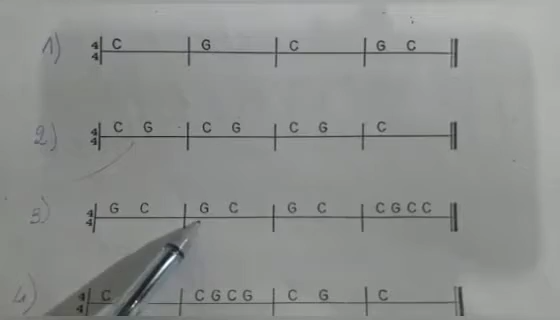 1) 4/4 C G C G C
2) 4/4 C G C G C G C
3) 4/4 G C G C G C C G C C
4) 4/4 C C G C G C G C